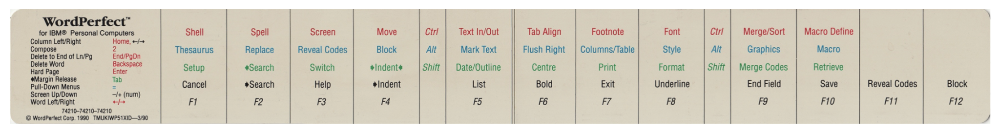 WordPerfect™
for IBM® Personal Computers
Column Left/Right Home, ←/→
Compose 2
Delete to End of Ln/Pg End/PgDn
Delete Word Backspace
Hard Page Enter
♦Margin Release Tab
Pull-Down Menus =
Screen Up/Down –/+ (num)
Word Left/Right ←/→
74210–74210–74210
© WordPerfect Corp. 1990 TMUKIWP51XID—3/90
Shell Spell Screen Move Ctrl Text In/Out Tab Align Footnote Font Ctrl Merge/Sort Macro Define
Thesaurus Replace Reveal Codes Block Alt Mark Text Flush Right Columns/Table Style Alt Graphics Macro
Setup ♦Search Switch ♦Indent♦ Shift Date/Outline Centre Print Format Shift Merge Codes Retrieve
Cancel ♦Search Help ♦Indent List Bold Exit Underline End Field Save Reveal Codes Block
F1 F2 F3 F4 F5 F6 F7 F8 F9 F10 F11 F12